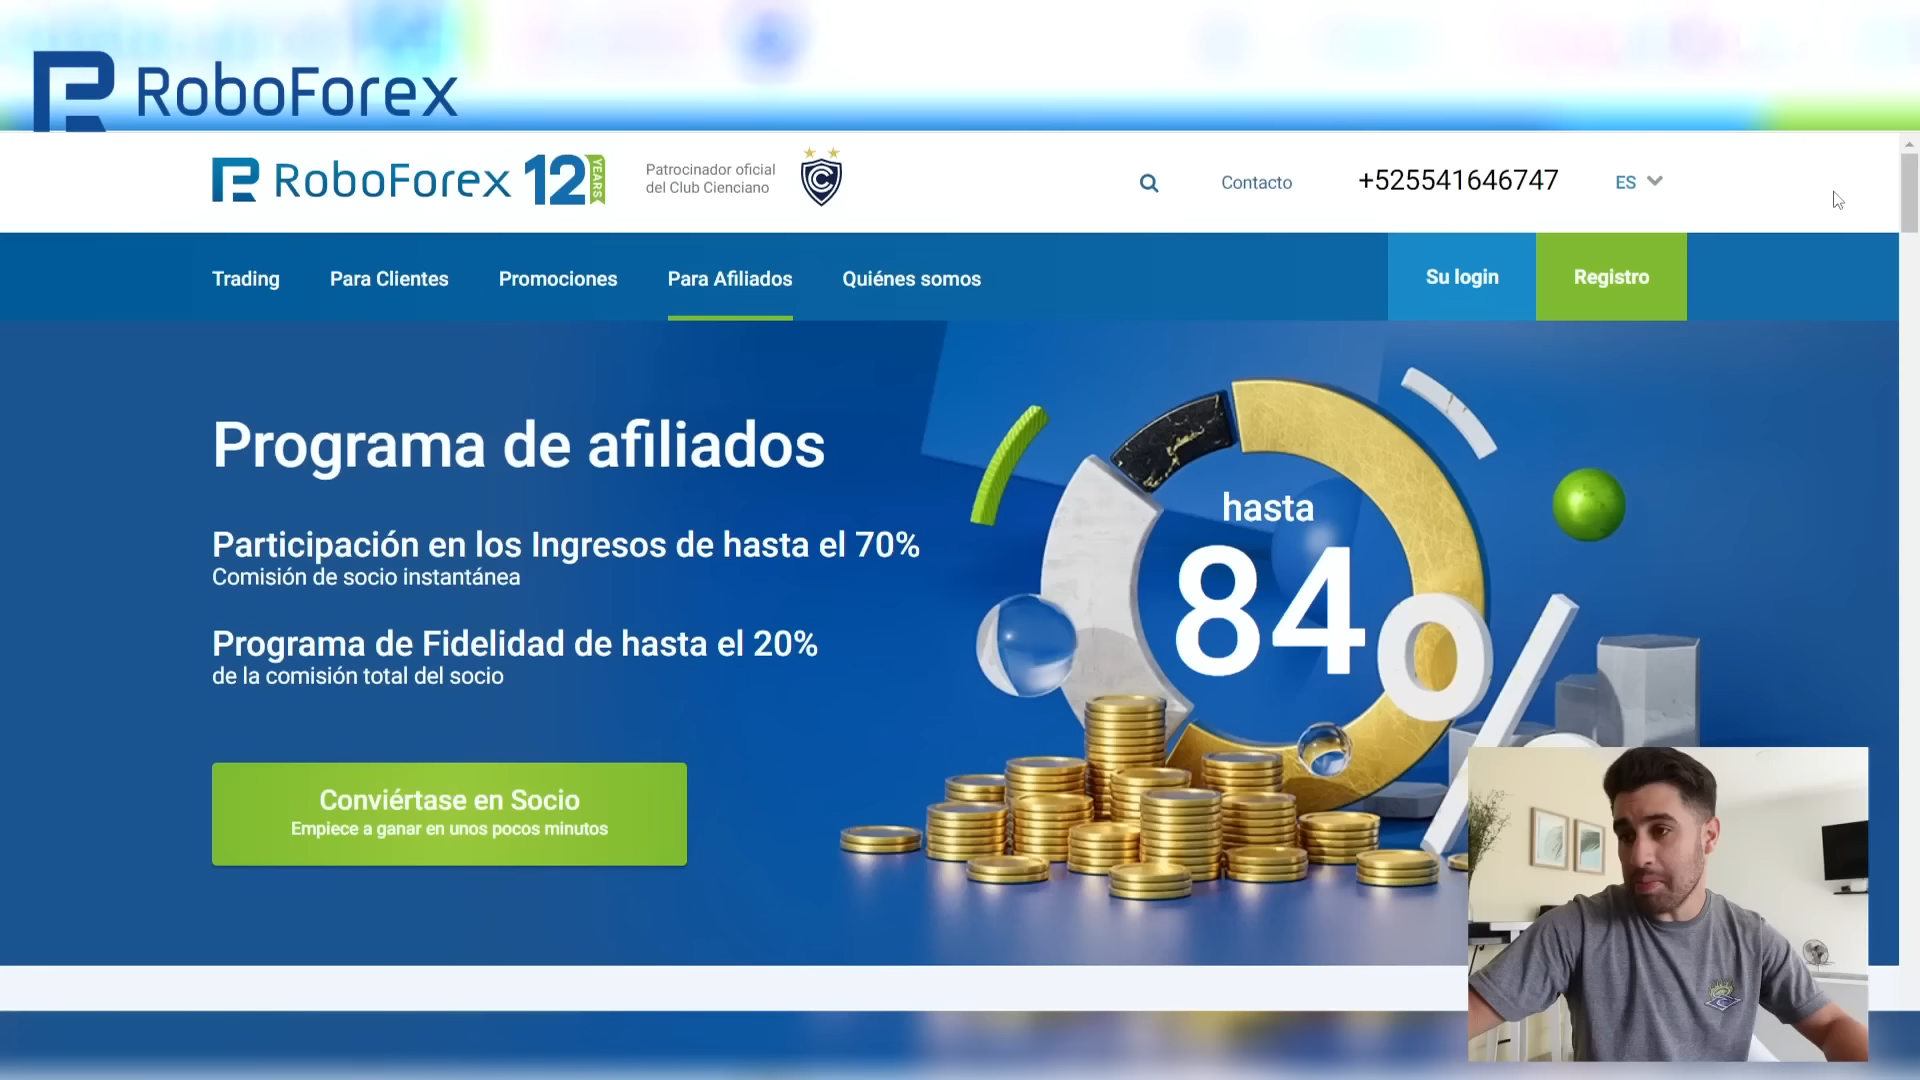 RoboForex
RoboForex 12 YEARS
Patrocinador oficial
del Club Cienciano
Contacto
+525541646747
ES
Trading
Para Clientes
Promociones
Para Afiliados
Quiénes somos
Su login
Registro
Programa de afiliados
Participación en los Ingresos de hasta el 70%
Comisión de socio instantánea
Programa de Fidelidad de hasta el 20%
de la comisión total del socio
Conviértase en Socio
Empiece a ganar en unos pocos minutos
hasta
84%